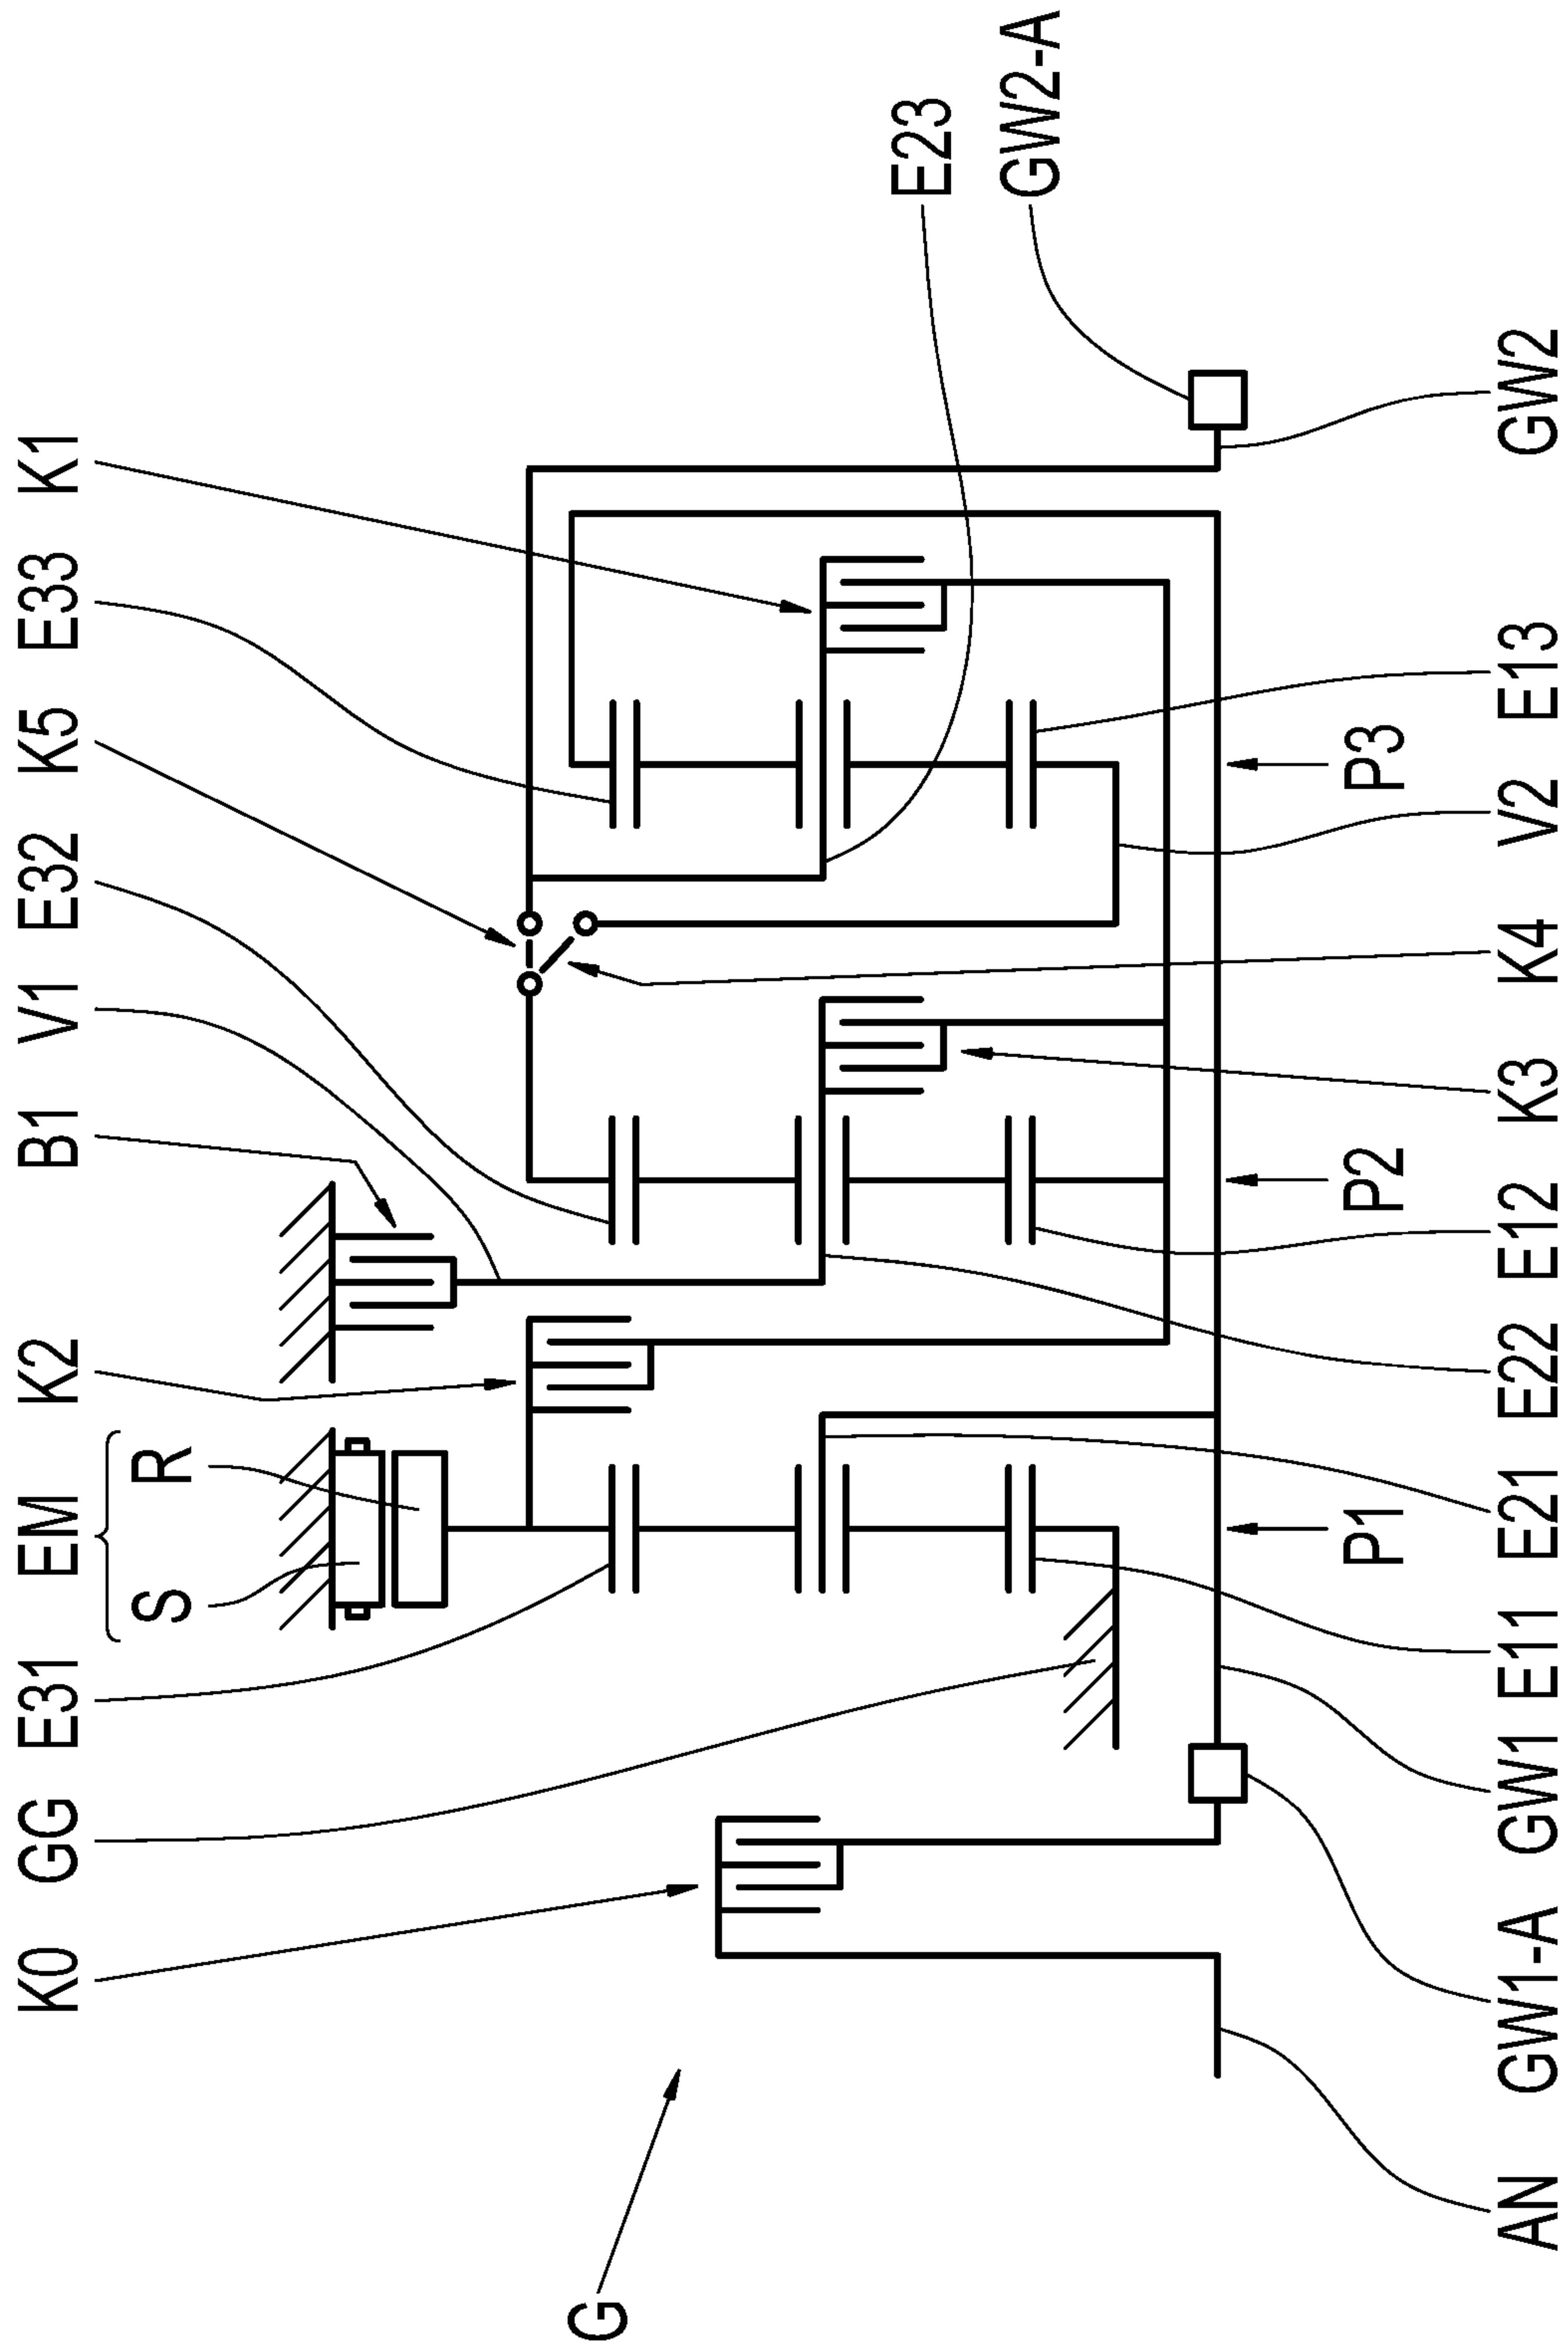 K0 GG E31 EM K2 B1 V1 E32 K5 E33 K1
S R
E23
GW2-A
G
P1 P2 P3
AN GW1-A GW1 E11 E21 E22 E12 K3 K4 V2 E13 GW2